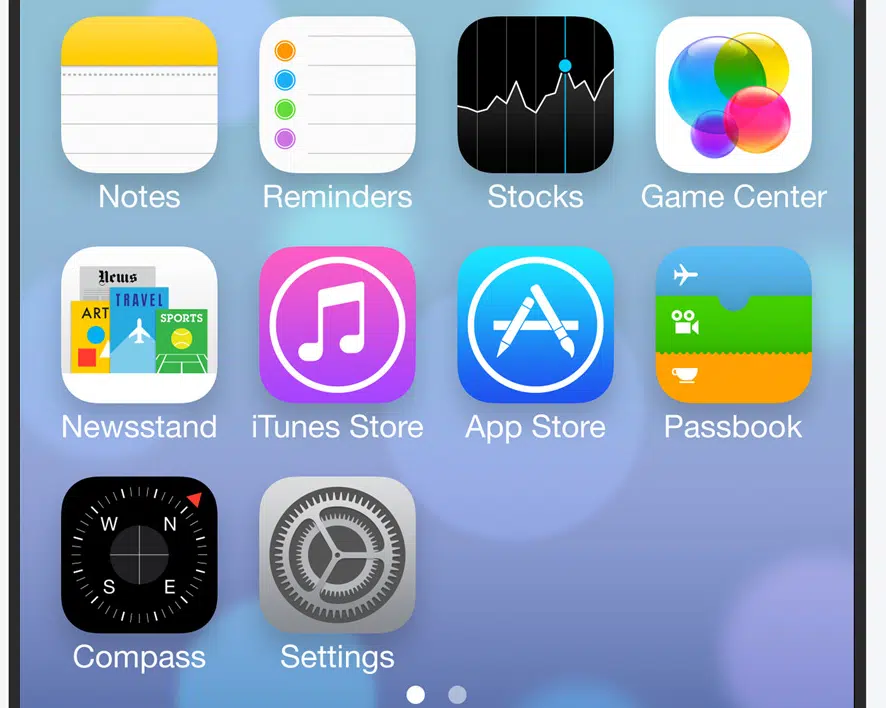 Notes Reminders Stocks Game Center
News
TRAVEL
ART
SPORTS
Newsstand iTunes Store App Store Passbook
W N
S E
Compass Settings